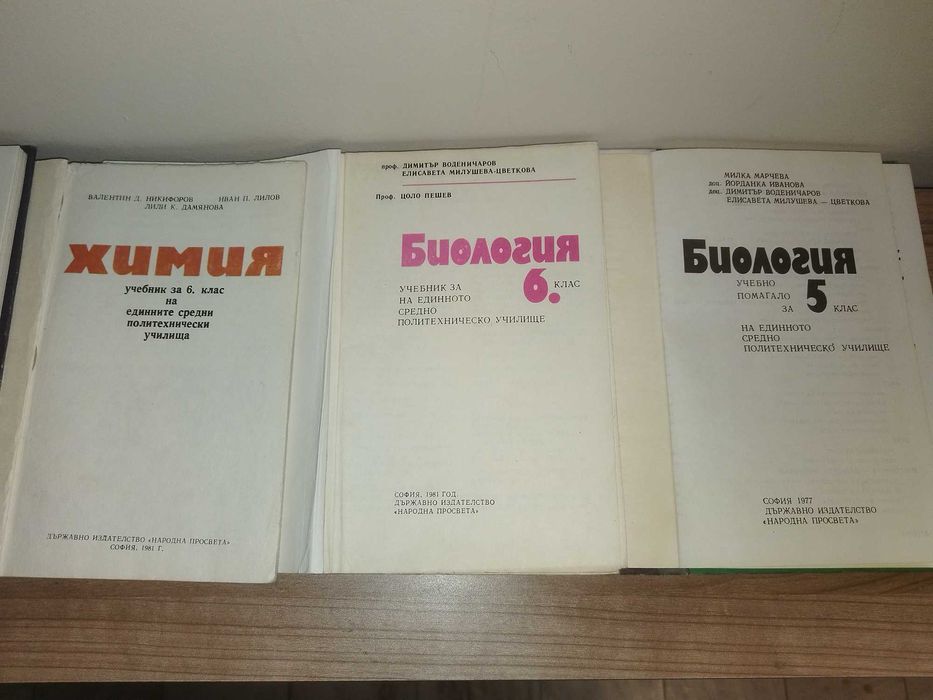 ВАЛЕНТИН Д. НИКИФОРОВ ИВАН П. ЛИЛОВ
ЛИЛИ К. ДАМЯНОВА
ХИМИЯ
учебник за 6. клас
на
единните средни
политехнически
училища
ДЪРЖАВНО ИЗДАТЕЛСТВО «НАРОДНА ПРОСВЕТА»
СОФИЯ, 1981 Г.
проф. ДИМИТЪР ВОДЕНИЧАРОВ
ЕЛИСАВЕТА МИЛУШЕВА-ЦВЕТКОВА
Проф. ЦОЛО ПЕШЕВ
Биология
УЧЕБНИК ЗА 6. КЛАС
НА ЕДИННОТО
СРЕДНО
ПОЛИТЕХНИЧЕСКО УЧИЛИЩЕ
СОФИЯ, 1981 ГОД.
ДЪРЖАВНО ИЗДАТЕЛСТВО
«НАРОДНА ПРОСВЕТА»
МИЛКА МАРЧЕВА
доц. ЙОРДАНКА ИВАНОВА
доц. ДИМИТЪР ВОДЕНИЧАРОВ
ЕЛИСАВЕТА МИЛУШЕВА — ЦВЕТКОВА
Биология
УЧЕБНО
ПОМАГАЛО
ЗА 5 КЛАС
НА ЕДИННОТО
СРЕДНО
ПОЛИТЕХНИЧЕСКО УЧИЛИЩЕ
СОФИЯ 1977
ДЪРЖАВНО ИЗДАТЕЛСТВО
«НАРОДНА ПРОСВЕТА»